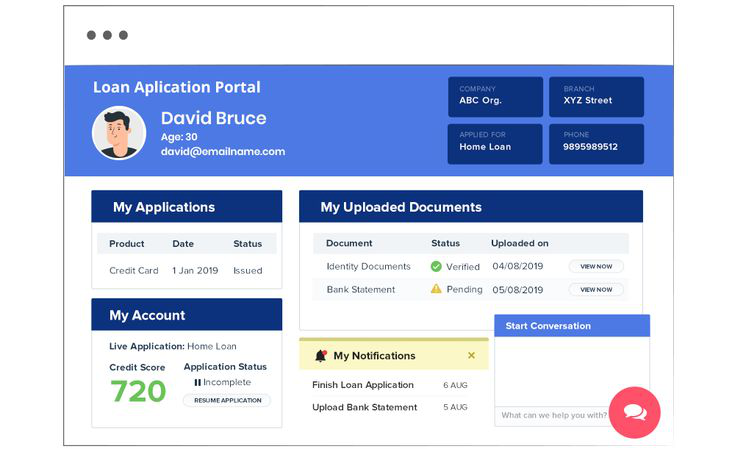 Loan Aplication Portal
David Bruce
Age: 30
david@emailname.com
COMPANY
ABC Org.
BRANCH
XYZ Street
APPLIED FOR
Home Loan
PHONE
9895989512
My Applications
Product Date Status
Credit Card 1 Jan 2019 Issued
My Account
Live Application: Home Loan
Credit Score
720
Application Status
Incomplete
RESUME APPLICATION
My Uploaded Documents
Document Status Uploaded on
Identity Documents Verified 04/08/2019 VIEW NOW
Bank Statement Pending 05/08/2019 VIEW NOW
My Notifications
Finish Loan Application 6 AUG
Upload Bank Statement 5 AUG
Start Conversation
What can we help you with?